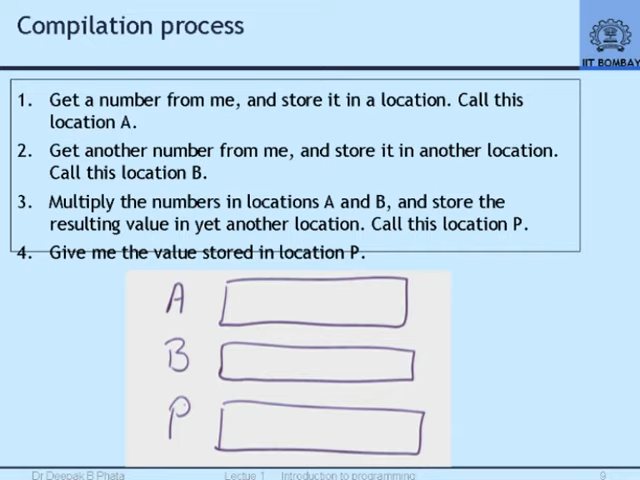 Compilation process
IIT BOMBAY
1. Get a number from me, and store it in a location. Call this
location A.
2. Get another number from me, and store it in another location.
Call this location B.
3. Multiply the numbers in locations A and B, and store the
resulting value in yet another location. Call this location P.
4. Give me the value stored in location P.
A
B
P
Dr Deepak B Phata Lectue 1 Introduction to programming 9